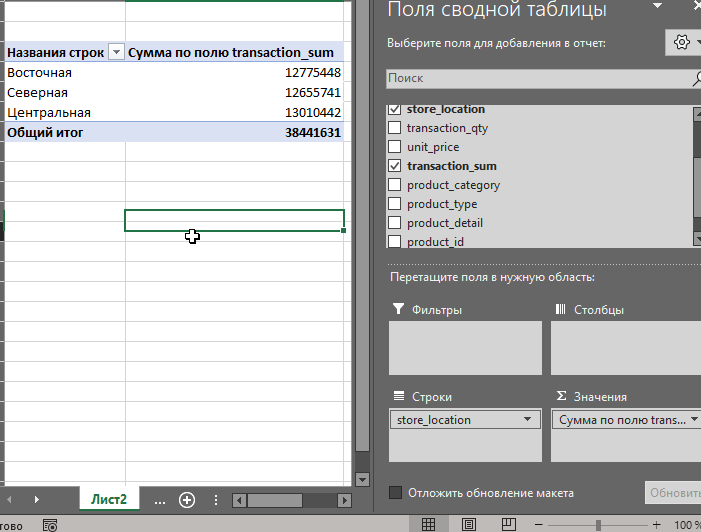 Поля сводной таблицы
Выберите поля для добавления в отчет:
Поиск
store_location
transaction_qty
unit_price
transaction_sum
product_category
product_type
product_detail
product_id
Перетащите поля в нужную область:
Фильтры
Столбцы
Строки
Значения
store_location
Сумма по полю trans...
Отложить обновление макета
Обновить
Названия строк Сумма по полю transaction_sum
Восточная 12775448
Северная 12655741
Центральная 13010442
Общий итог 38441631
Лист2
...
тово
100 %